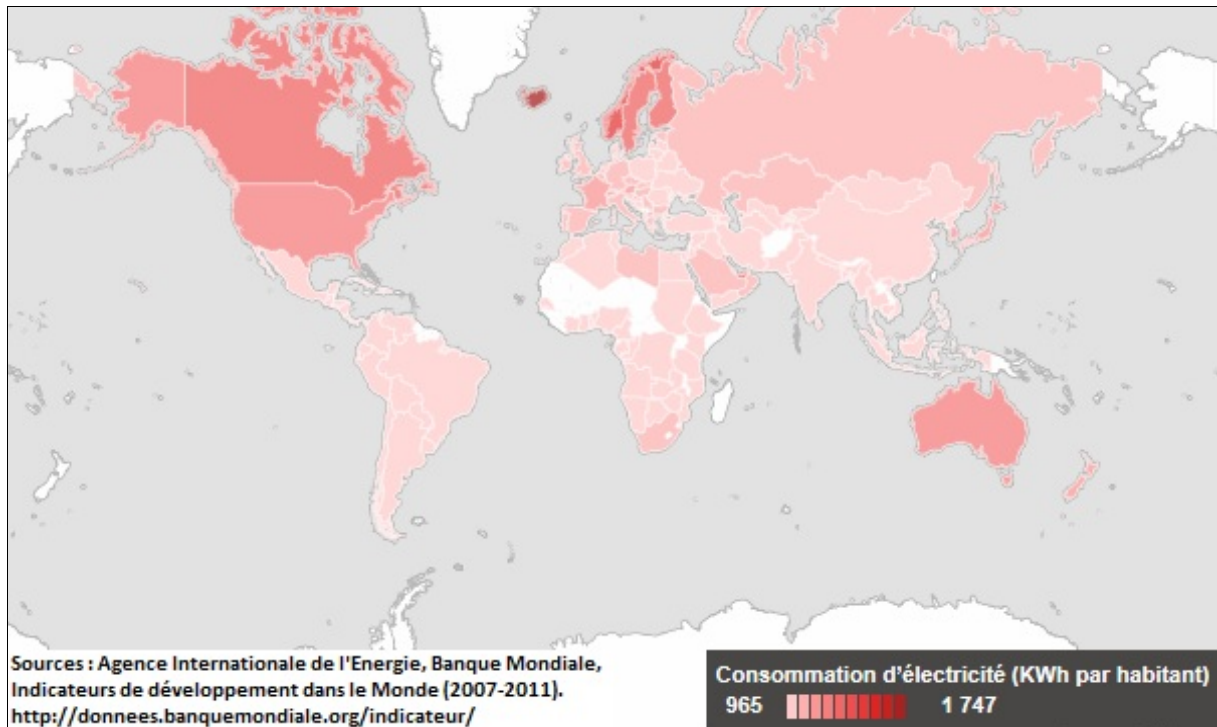 Sources : Agence Internationale de l'Energie, Banque Mondiale,
Indicateurs de développement dans le Monde (2007-2011).
http://donnees.banquemondiale.org/indicateur/
Consommation d'électricité (KWh par habitant)
965 1 747